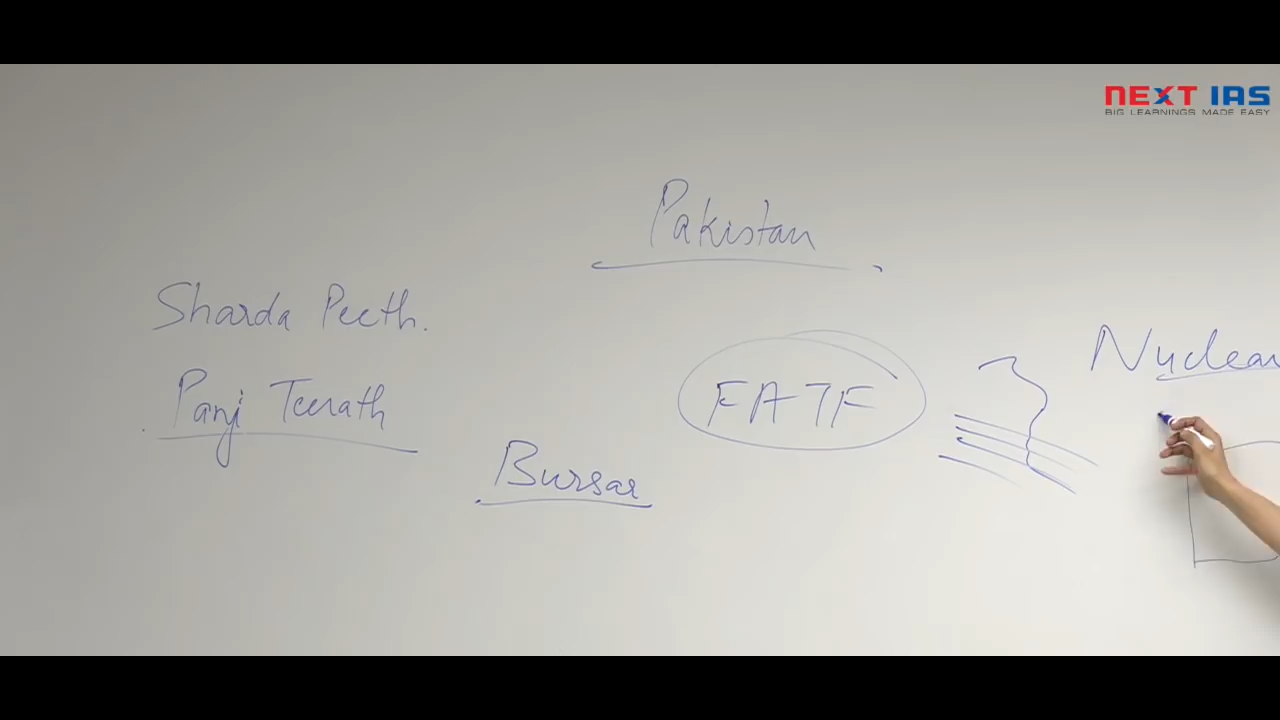 NEXT IAS
BIG LEARNINGS MADE EASY
Pakistan
Sharda Peeth.
Panj Teerath
Bursar
FATF
Nuclear